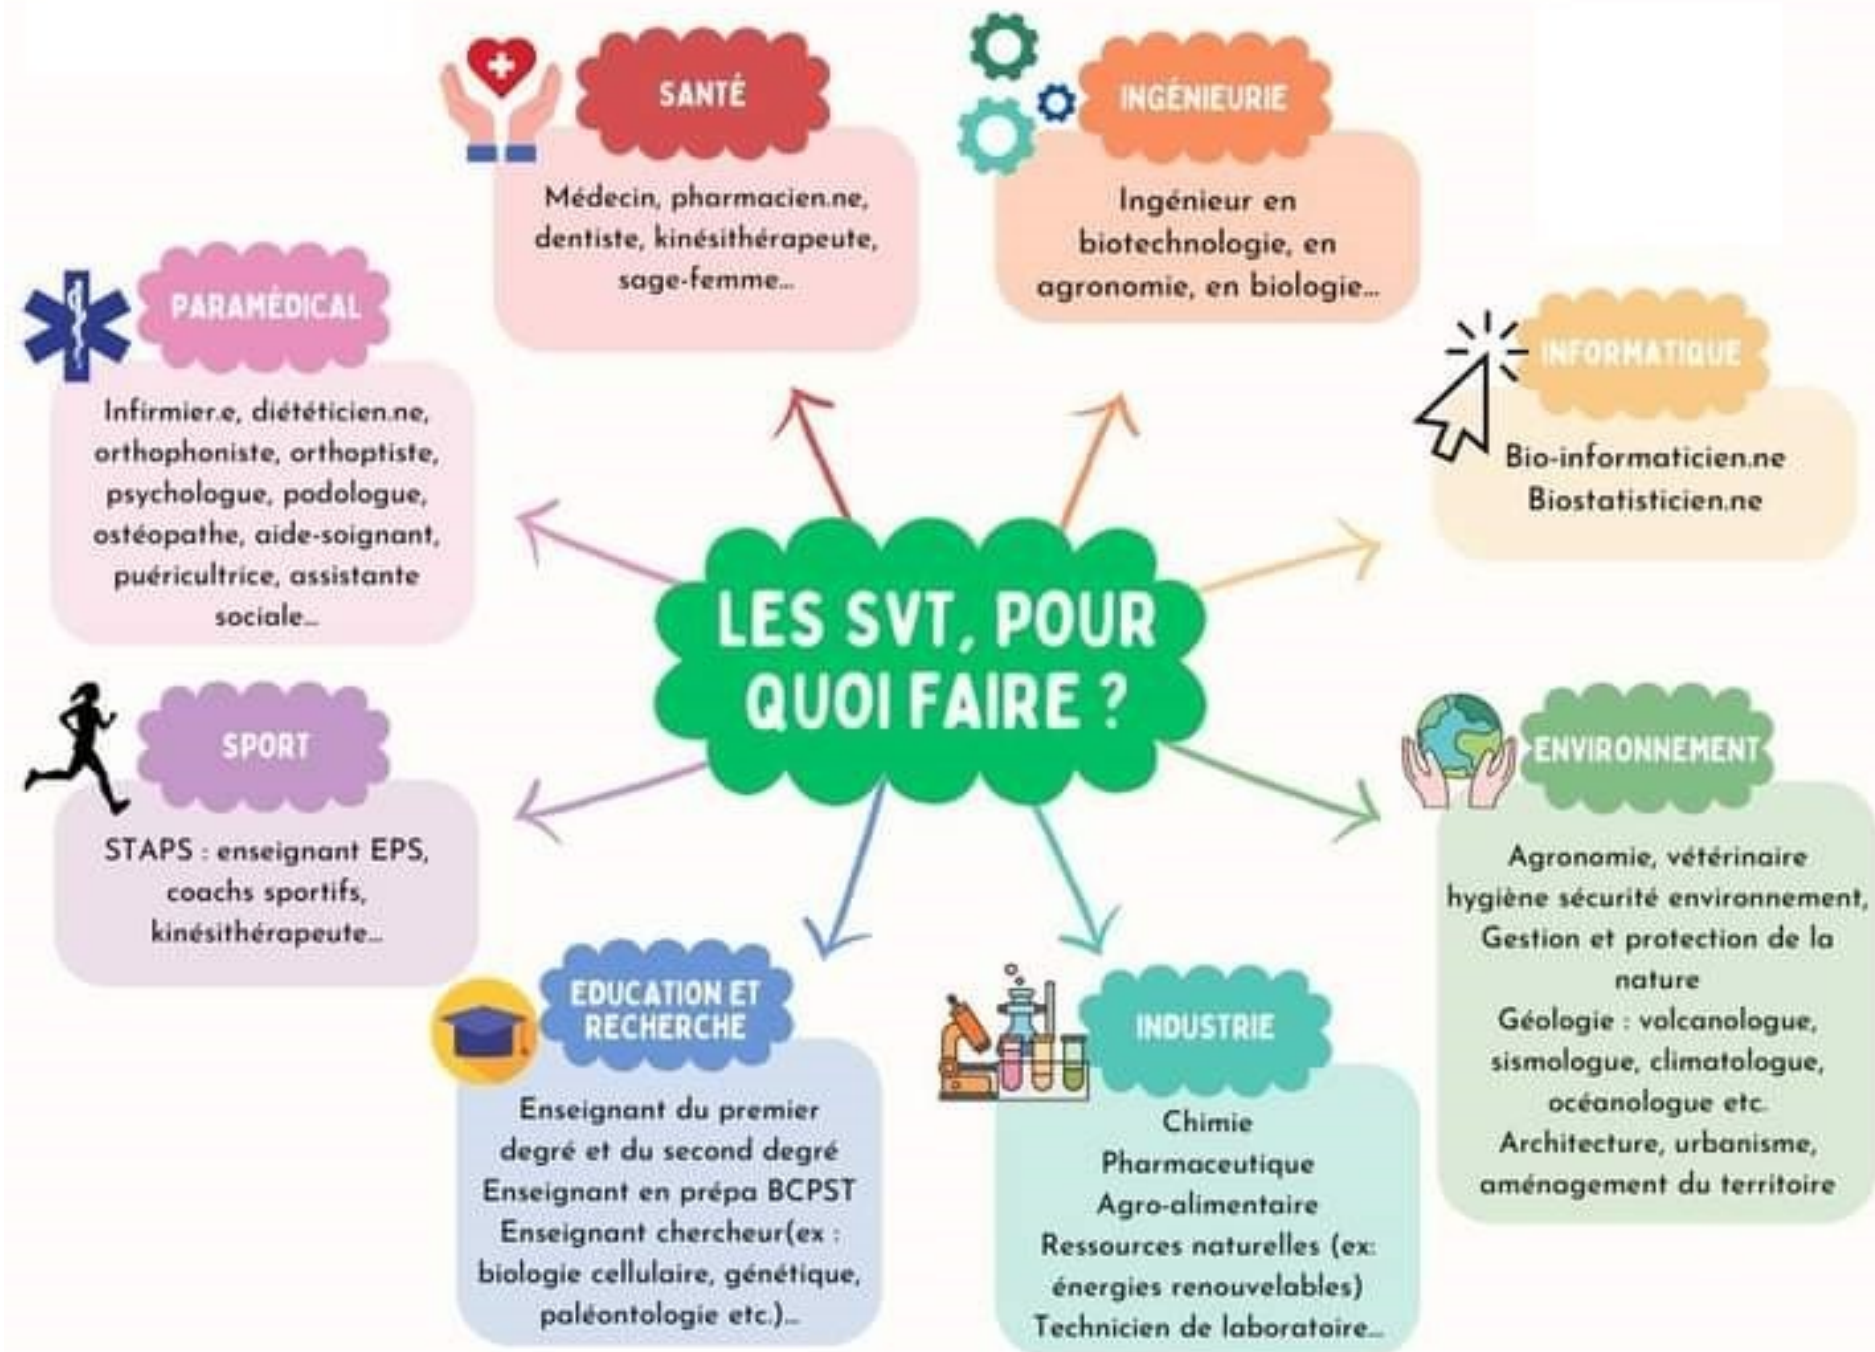 SANTÉ
Médecin, pharmacien.ne,
dentiste, kinésithérapeute,
sage-femme...
INGÉNIEURIE
Ingénieur en
biotechnologie, en
agronomie, en biologie...
PARAMÉDICAL
Infirmier.e, diététicien.ne,
orthophoniste, orthoptiste,
psychologue, podologue,
ostéopathe, aide-soignant,
puéricultrice, assistante
sociale...
INFORMATIQUE
Bio-informaticien.ne
Biostatisticien.ne
LES SVT, POUR
QUOI FAIRE ?
SPORT
STAPS : enseignant EPS,
coachs sportifs,
kinésithérapeute...
ENVIRONNEMENT
Agronomie, vétérinaire
hygiène sécurité environnement,
Gestion et protection de la
nature
Géologie : volcanologue,
sismologue, climatologue,
océanologue etc.
Architecture, urbanisme,
aménagement du territoire
EDUCATION ET
RECHERCHE
Enseignant du premier
degré et du second degré
Enseignant en prépa BCPST
Enseignant chercheur(ex :
biologie cellulaire, génétique,
paléontologie etc.)...
INDUSTRIE
Chimie
Pharmaceutique
Agro-alimentaire
Ressources naturelles (ex:
énergies renouvelables)
Technicien de laboratoire...